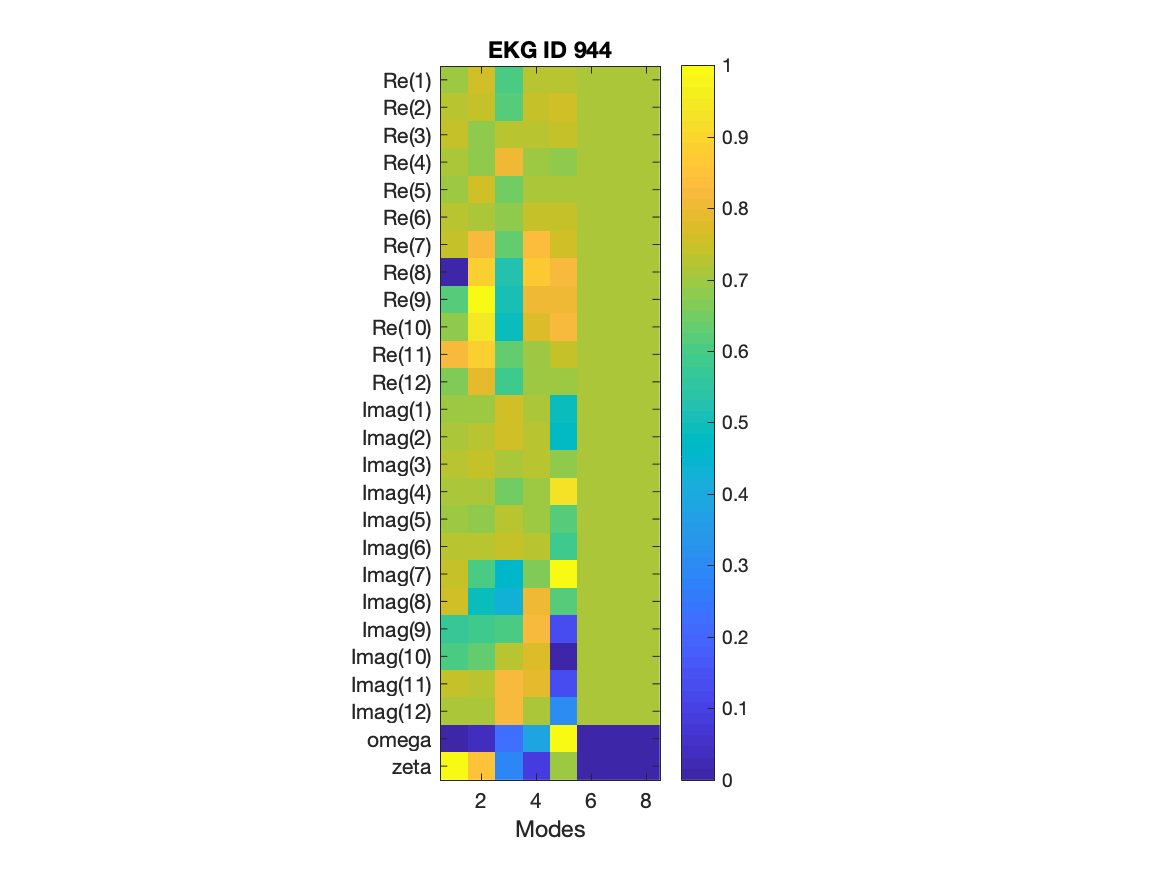 EKG ID 944
Re(1)
Re(2)
Re(3)
Re(4)
Re(5)
Re(6)
Re(7)
Re(8)
Re(9)
Re(10)
Re(11)
Re(12)
Imag(1)
Imag(2)
Imag(3)
Imag(4)
Imag(5)
Imag(6)
Imag(7)
Imag(8)
Imag(9)
Imag(10)
Imag(11)
Imag(12)
omega
zeta
2 4 6 8
Modes
1
0.9
0.8
0.7
0.6
0.5
0.4
0.3
0.2
0.1
0